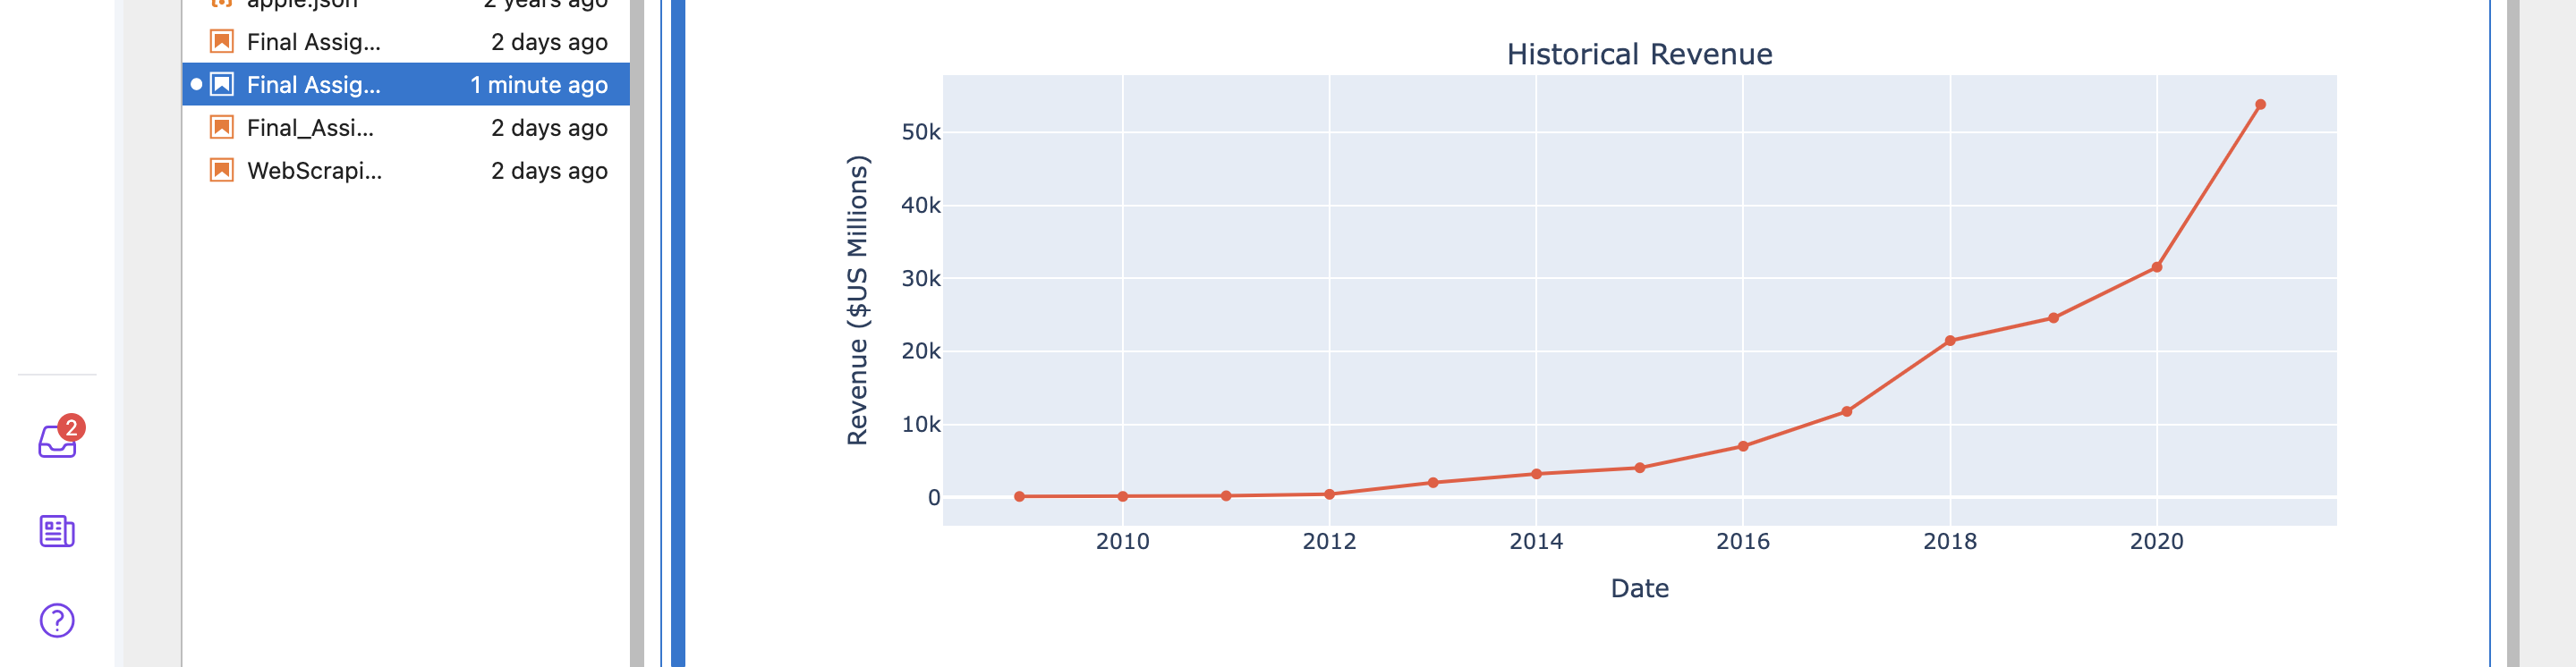 apple.json 2 years ago
Final Assig... 2 days ago
Final Assig... 1 minute ago
Final_Assi... 2 days ago
WebScrapi... 2 days ago
2
Historical Revenue
Revenue ($US Millions)
50k
40k
30k
20k
10k
0
2010 2012 2014 2016 2018 2020
Date